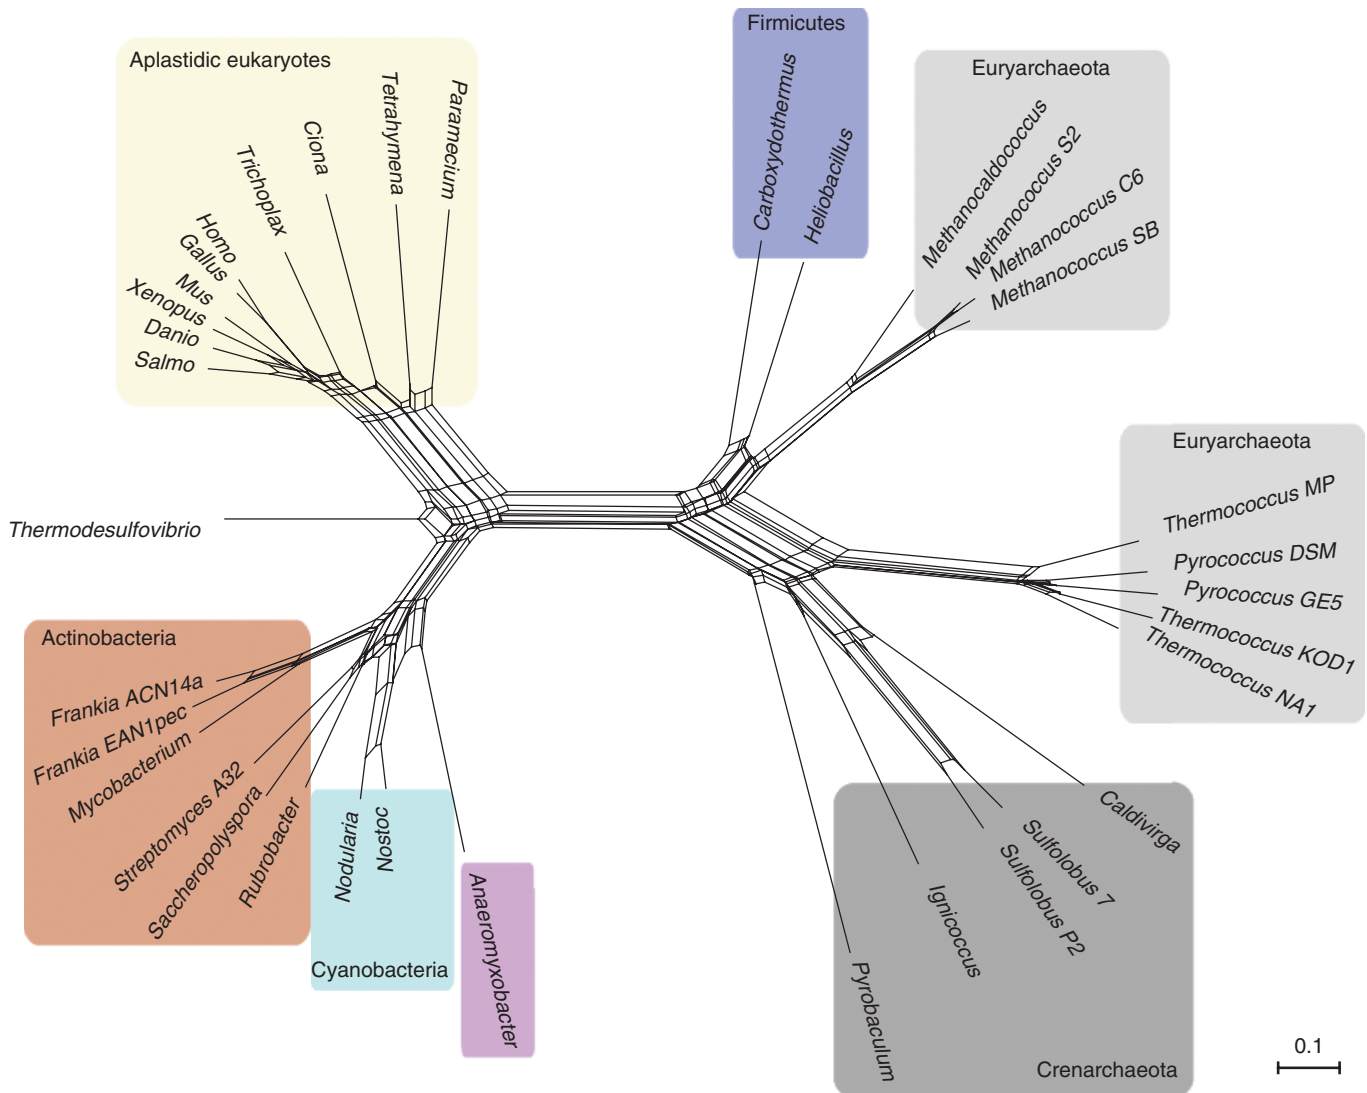 Aplastidic eukaryotes
Homo
Gallus
Mus
Xenopus
Danio
Salmo
Trichoplax
Ciona
Tetrahymena
Paramecium
Firmicutes
Carboxydothermus
Heliobacillus
Euryarchaeota
Methanocaldococcus
Methanococcus S2
Methanococcus C6
Methanococcus SB
Euryarchaeota
Thermococcus MP
Pyrococcus DSM
Pyrococcus GE5
Thermococcus KOD1
Thermococcus NA1
Thermodesulfovibrio
Actinobacteria
Frankia ACN14a
Frankia EAN1pec
Mycobacterium
Streptomyces A32
Saccheropolyspora
Rubrobacter
Nodularia
Nostoc
Cyanobacteria
Anaeromyxobacter
Pyrobaculum
Ignicoccus
Sulfolobus P2
Sulfolobus 7
Caldivirga
Crenarchaeota
0.1